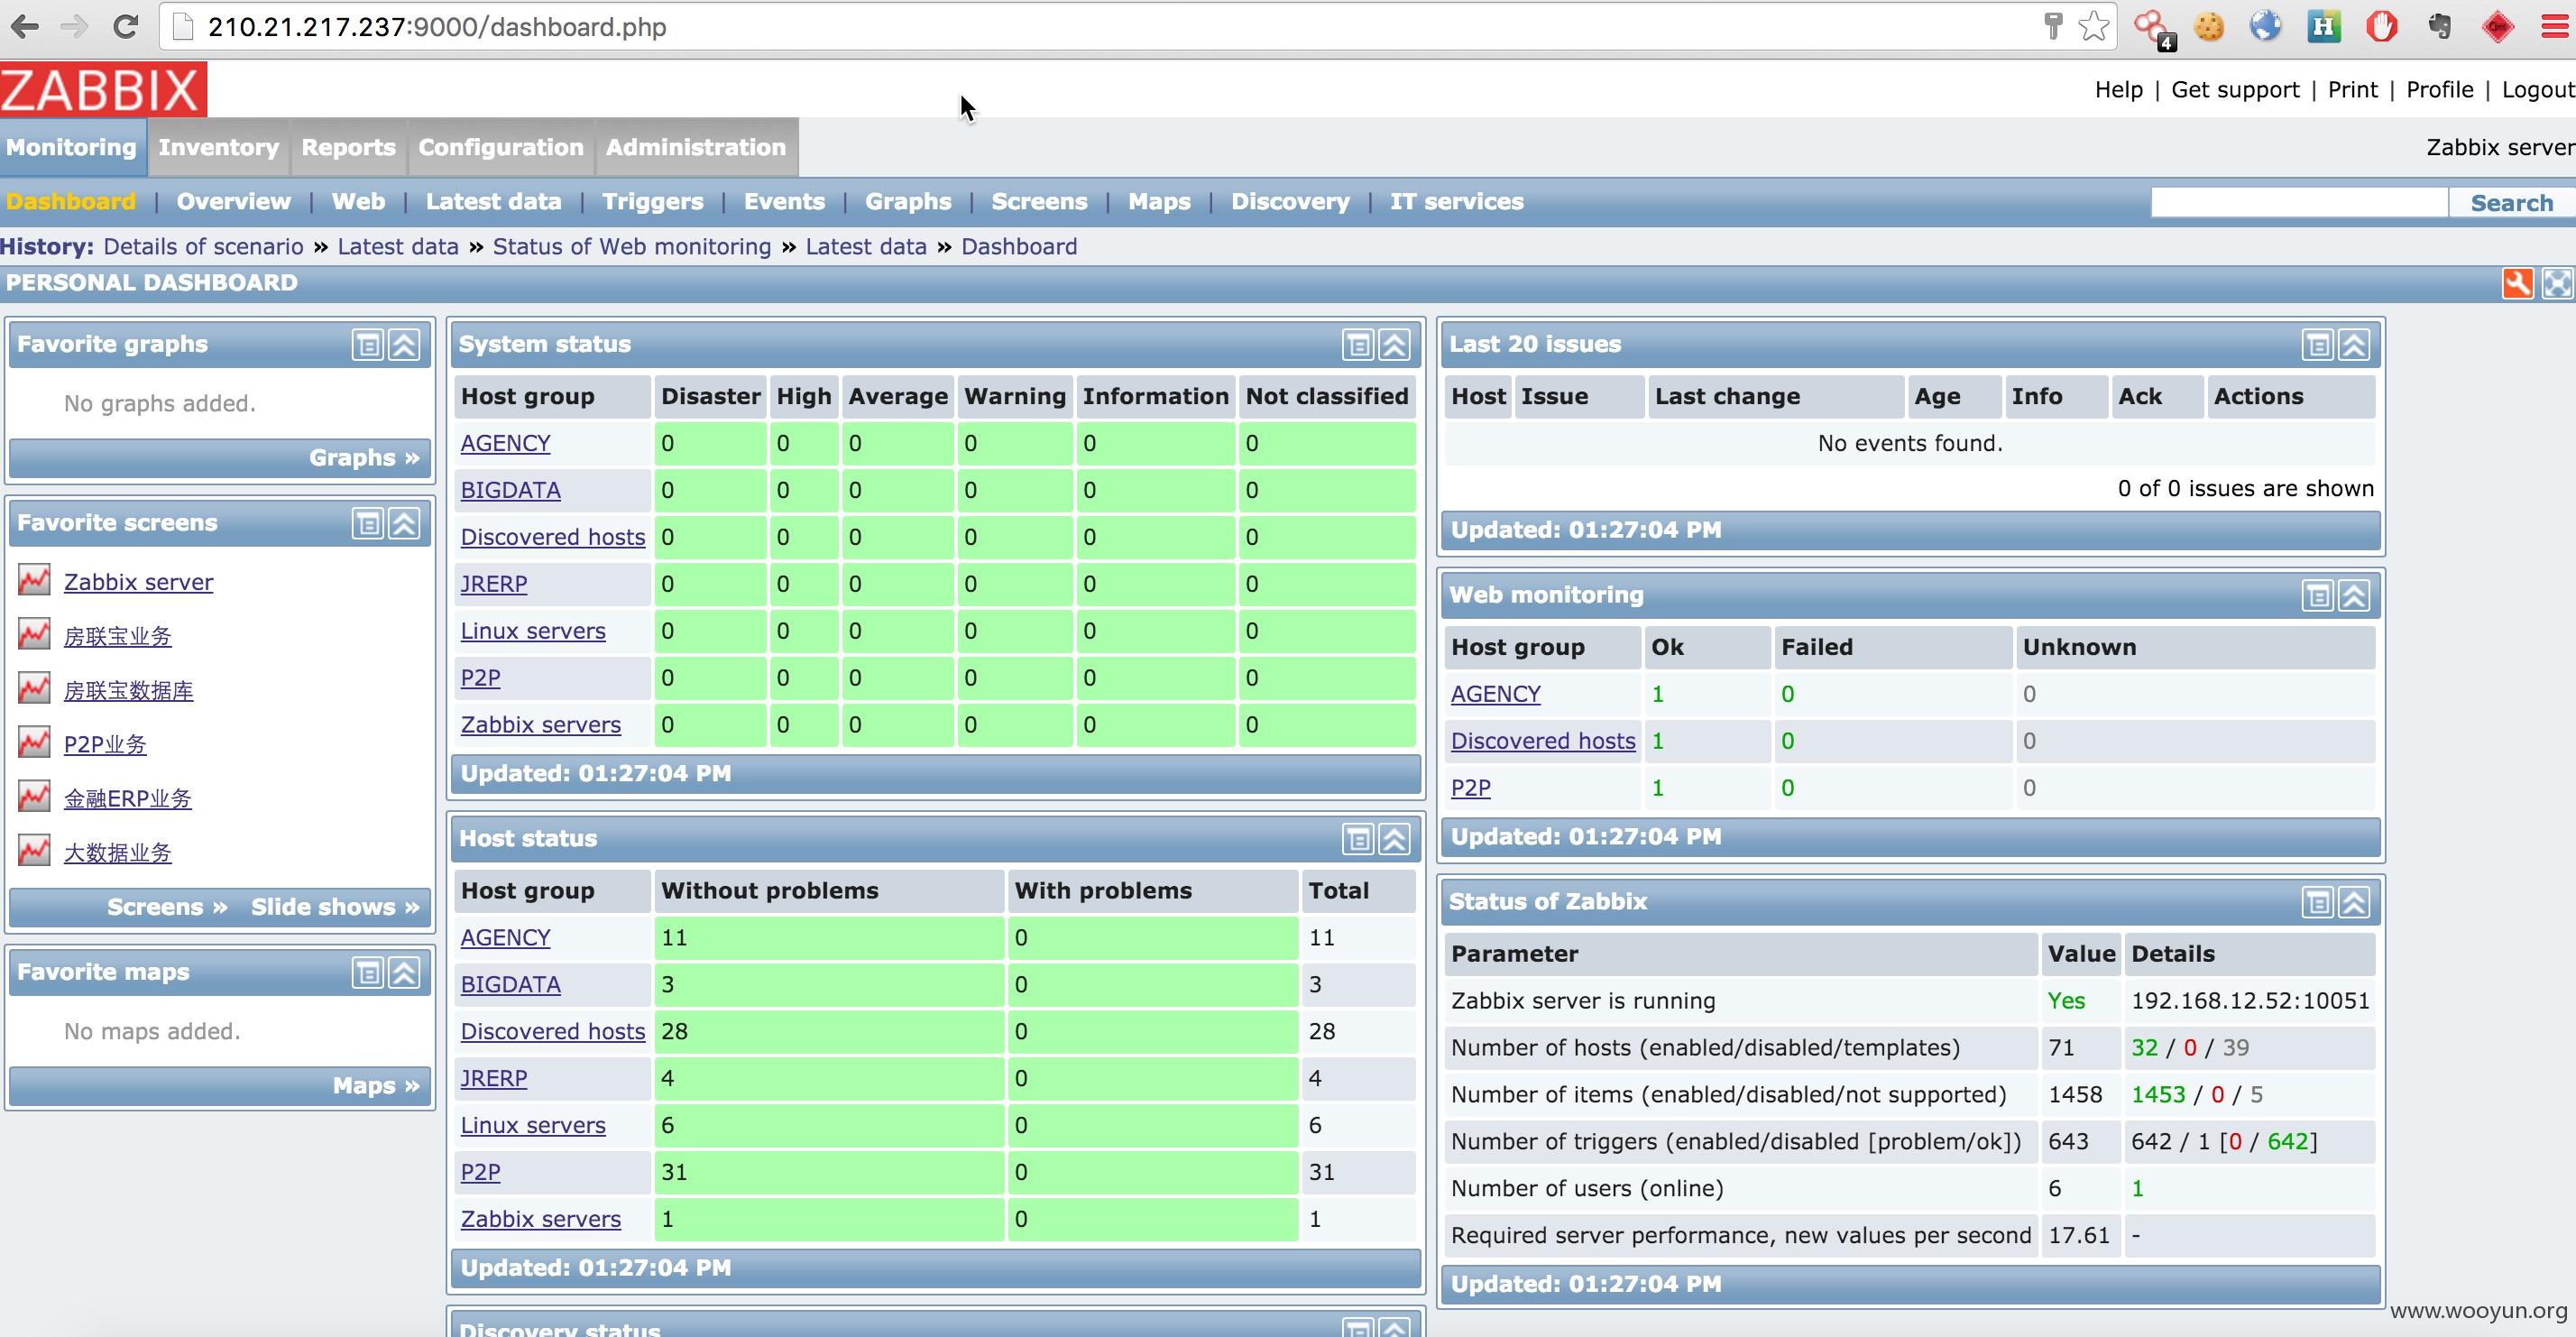 210.21.217.237:9000/dashboard.php
4
H
ZABBIX
Help | Get support | Print | Profile | Logout
Monitoring Inventory Reports Configuration Administration
Zabbix server
Dashboard | Overview | Web | Latest data | Triggers | Events | Graphs | Screens | Maps | Discovery | IT services
Search
History: Details of scenario » Latest data » Status of Web monitoring » Latest data » Dashboard
PERSONAL DASHBOARD
Favorite graphs
No graphs added.
Graphs »
Favorite screens
Zabbix server
房联宝业务
房联宝数据库
P2P业务
金融ERP业务
大数据业务
Screens » Slide shows »
Favorite maps
No maps added.
Maps »
System status
Host group Disaster High Average Warning Information Not classified
AGENCY 0 0 0 0 0 0
BIGDATA 0 0 0 0 0 0
Discovered hosts 0 0 0 0 0 0
JRERP 0 0 0 0 0 0
Linux servers 0 0 0 0 0 0
P2P 0 0 0 0 0 0
Zabbix servers 0 0 0 0 0 0
Updated: 01:27:04 PM
Host status
Host group Without problems With problems Total
AGENCY 11 0 11
BIGDATA 3 0 3
Discovered hosts 28 0 28
JRERP 4 0 4
Linux servers 6 0 6
P2P 31 0 31
Zabbix servers 1 0 1
Updated: 01:27:04 PM
Discovery status
Last 20 issues
Host Issue Last change Age Info Ack Actions
No events found.
0 of 0 issues are shown
Updated: 01:27:04 PM
Web monitoring
Host group Ok Failed Unknown
AGENCY 1 0 0
Discovered hosts 1 0 0
P2P 1 0 0
Updated: 01:27:04 PM
Status of Zabbix
Parameter Value Details
Zabbix server is running Yes 192.168.12.52:10051
Number of hosts (enabled/disabled/templates) 71 32 / 0 / 39
Number of items (enabled/disabled/not supported) 1458 1453 / 0 / 5
Number of triggers (enabled/disabled [problem/ok]) 643 642 / 1 [0 / 642]
Number of users (online) 6 1
Required server performance, new values per second 17.61 -
Updated: 01:27:04 PM
www.wooyun.org